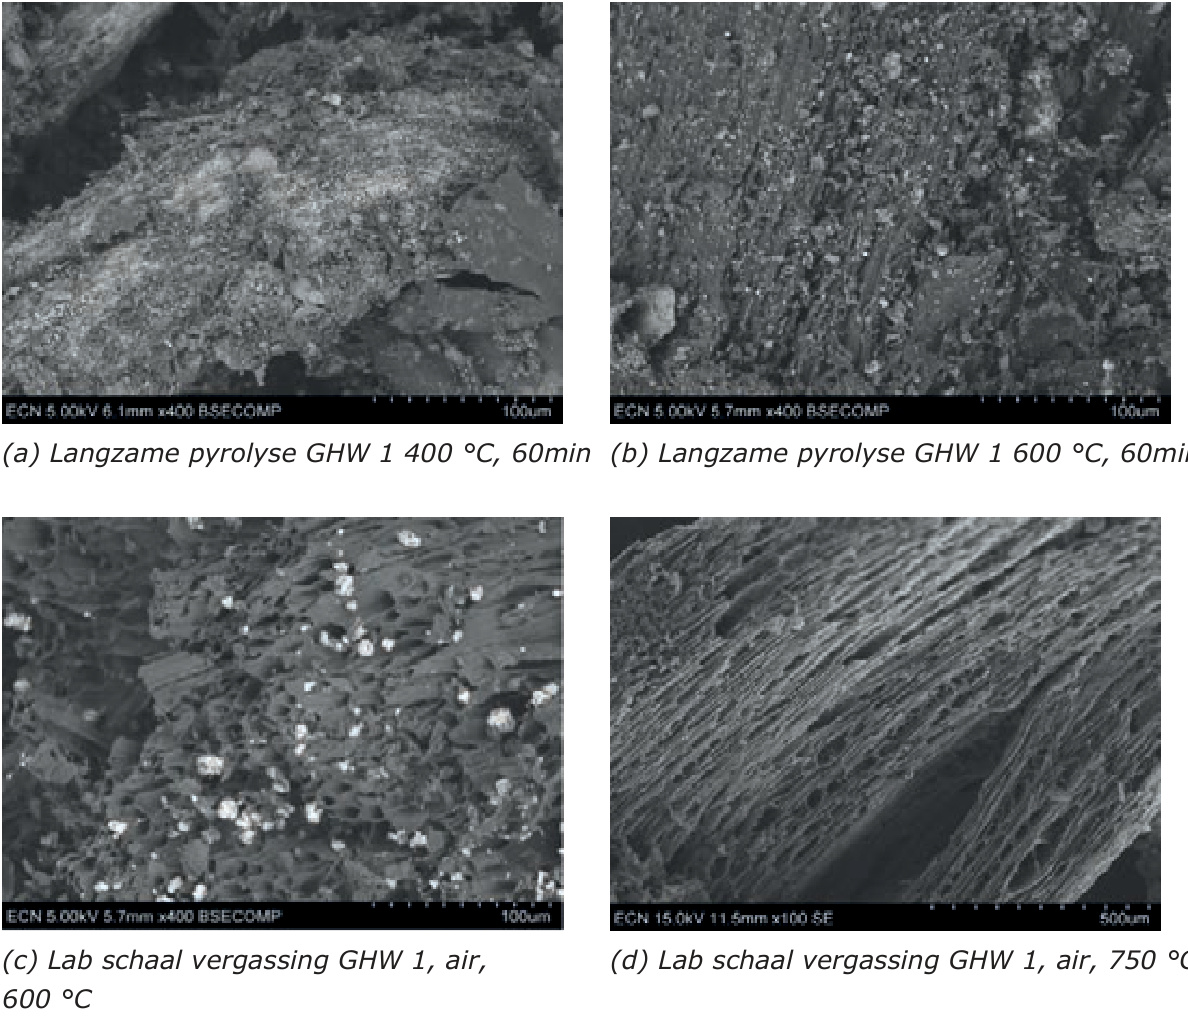 ECN 5.00kV 6.1mm x400 BSECOMP 100um
ECN 5.00kV 5.7mm x400 BSECOMP 100um
(a) Langzame pyrolyse GHW 1 400 °C, 60min
(b) Langzame pyrolyse GHW 1 600 °C, 60min
ECN 5.00kV 5.7mm x400 BSECOMP 100um
ECN 15.0kV 11.5mm x100 SE 500um
(c) Lab schaal vergassing GHW 1, air,
600 °C
(d) Lab schaal vergassing GHW 1, air, 750 °C